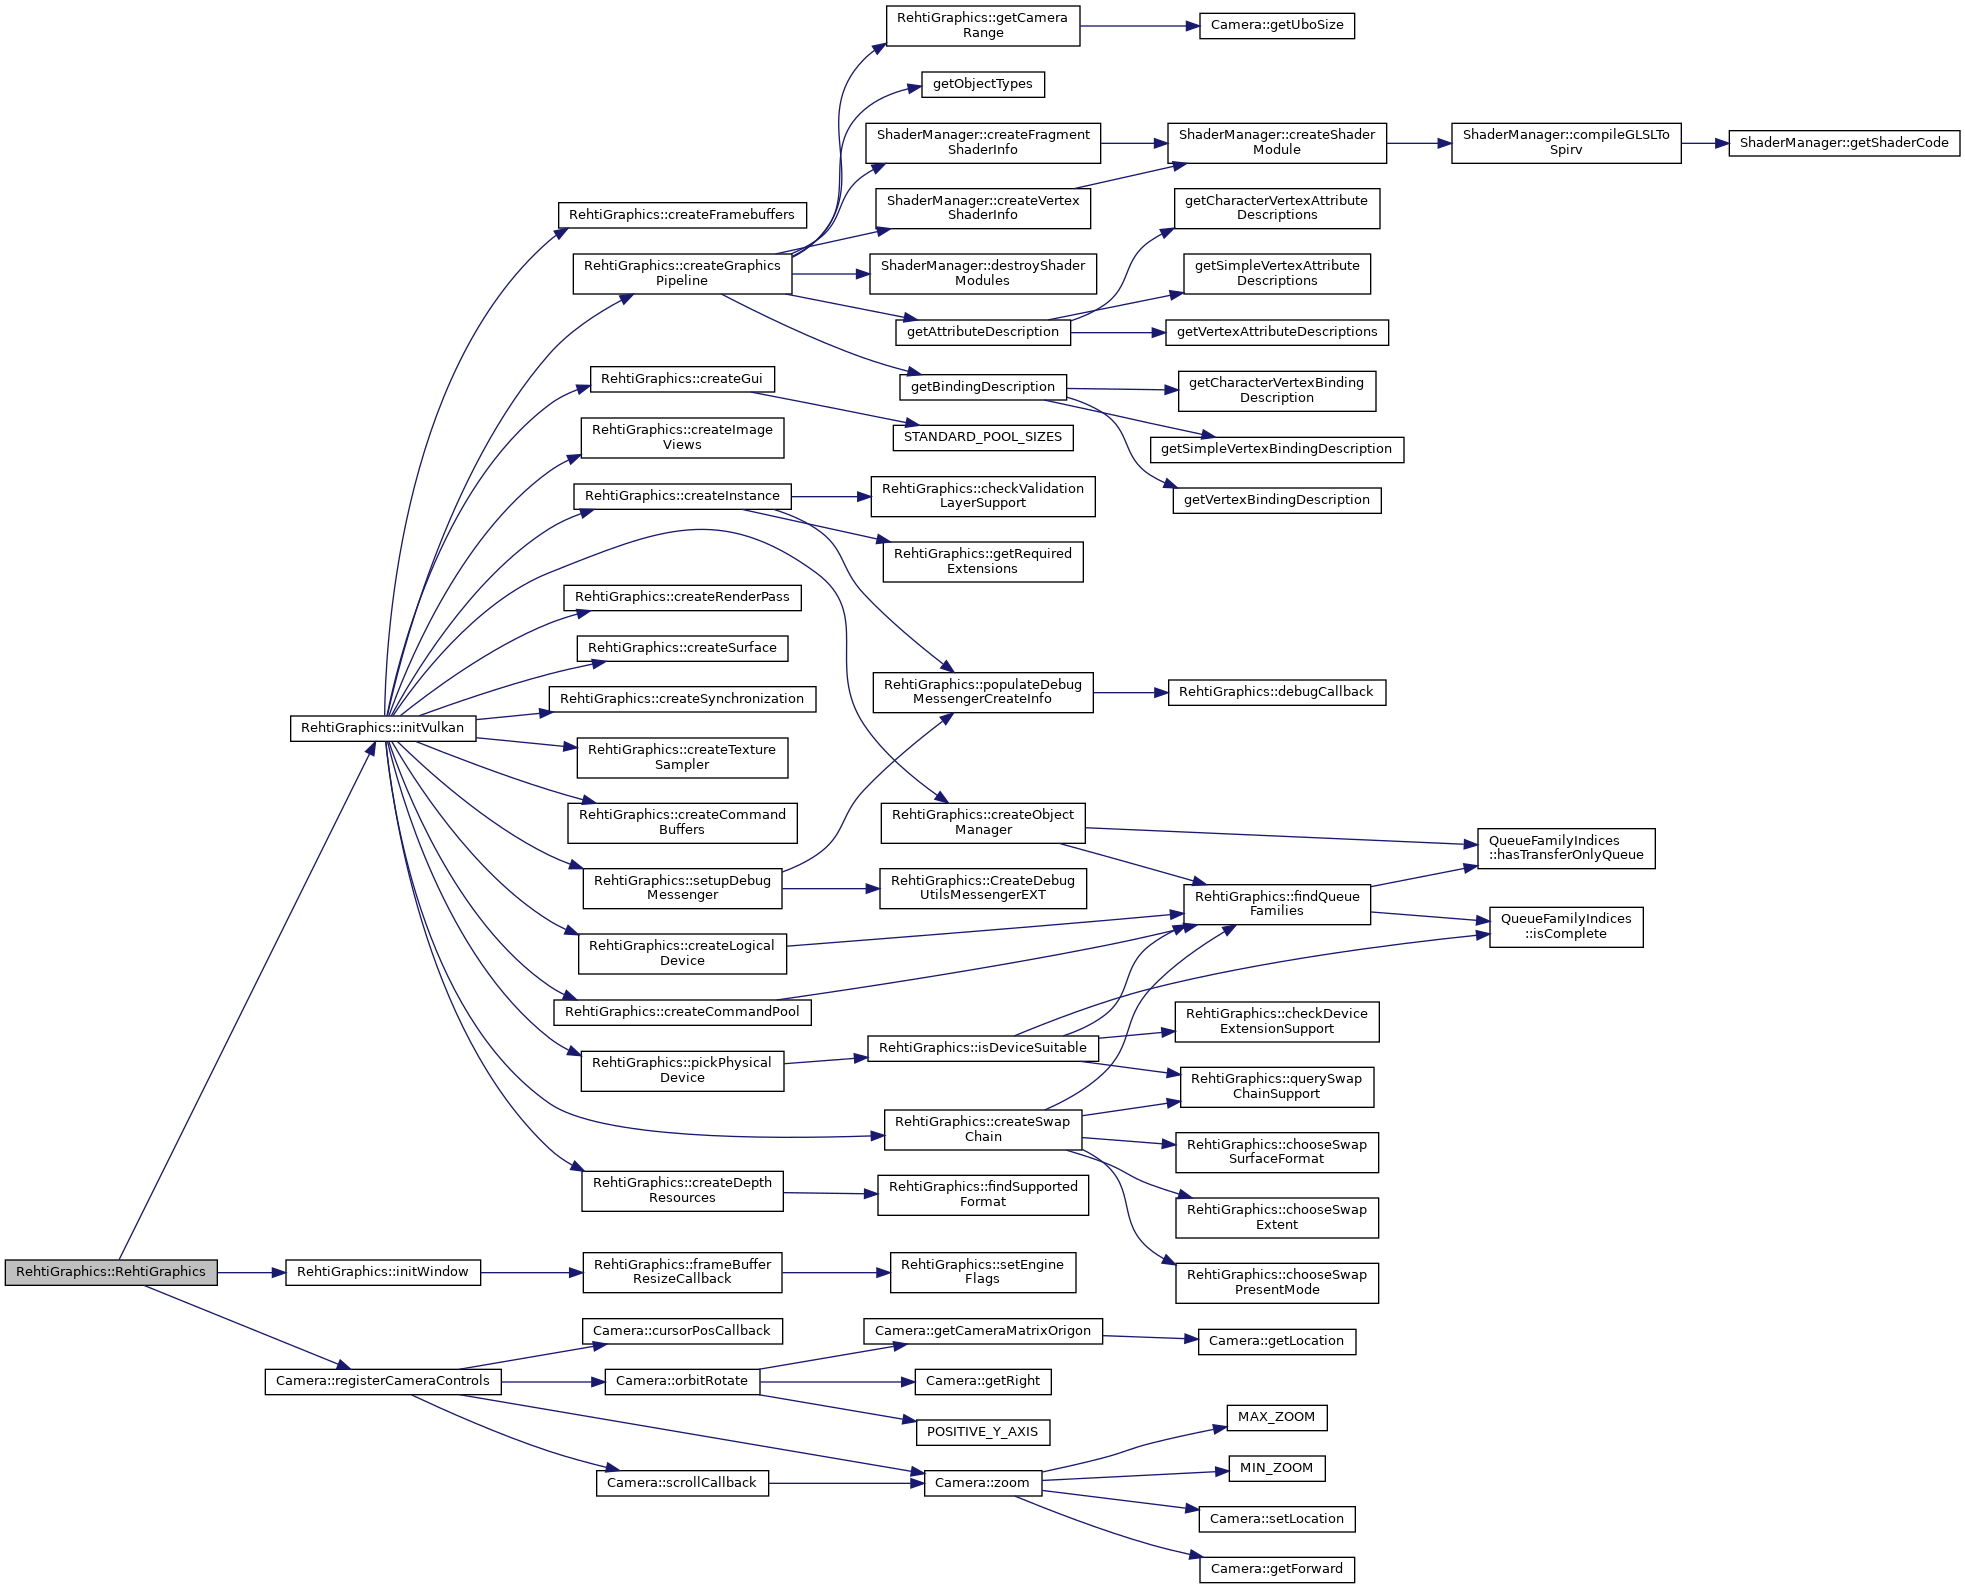 RehtiGraphics::RehtiGraphics
RehtiGraphics::initVulkan
RehtiGraphics::initWindow
Camera::registerCameraControls
RehtiGraphics::createFramebuffers
RehtiGraphics::createGraphics
Pipeline
RehtiGraphics::createGui
RehtiGraphics::createImage
Views
RehtiGraphics::createInstance
RehtiGraphics::createRenderPass
RehtiGraphics::createSurface
RehtiGraphics::createSynchronization
RehtiGraphics::createTexture
Sampler
RehtiGraphics::createCommand
Buffers
RehtiGraphics::setupDebug
Messenger
RehtiGraphics::createLogical
Device
RehtiGraphics::createCommandPool
RehtiGraphics::pickPhysical
Device
RehtiGraphics::createDepth
Resources
RehtiGraphics::frameBuffer
ResizeCallback
Camera::cursorPosCallback
Camera::orbitRotate
Camera::scrollCallback
RehtiGraphics::getCamera
Range
getObjectTypes
ShaderManager::createFragment
ShaderInfo
ShaderManager::createVertex
ShaderInfo
ShaderManager::destroyShader
Modules
getAttributeDescription
getBindingDescription
STANDARD_POOL_SIZES
RehtiGraphics::checkValidation
LayerSupport
RehtiGraphics::getRequired
Extensions
RehtiGraphics::populateDebug
MessengerCreateInfo
RehtiGraphics::createObject
Manager
RehtiGraphics::CreateDebug
UtilsMessengerEXT
RehtiGraphics::isDeviceSuitable
RehtiGraphics::createSwap
Chain
RehtiGraphics::findSupported
Format
RehtiGraphics::setEngine
Flags
Camera::getCameraMatrixOrigon
Camera::getRight
POSITIVE_Y_AXIS
Camera::zoom
Camera::getUboSize
ShaderManager::createShader
Module
getCharacterVertexAttribute
Descriptions
getSimpleVertexAttribute
Descriptions
getVertexAttributeDescriptions
getCharacterVertexBinding
Description
getSimpleVertexBindingDescription
getVertexBindingDescription
RehtiGraphics::debugCallback
RehtiGraphics::findQueue
Families
RehtiGraphics::checkDevice
ExtensionSupport
RehtiGraphics::querySwap
ChainSupport
RehtiGraphics::chooseSwap
SurfaceFormat
RehtiGraphics::chooseSwap
Extent
RehtiGraphics::chooseSwap
PresentMode
Camera::getLocation
MAX_ZOOM
MIN_ZOOM
Camera::setLocation
Camera::getForward
ShaderManager::compileGLSLTo
Spirv
QueueFamilyIndices
::hasTransferOnlyQueue
QueueFamilyIndices
::isComplete
ShaderManager::getShaderCode